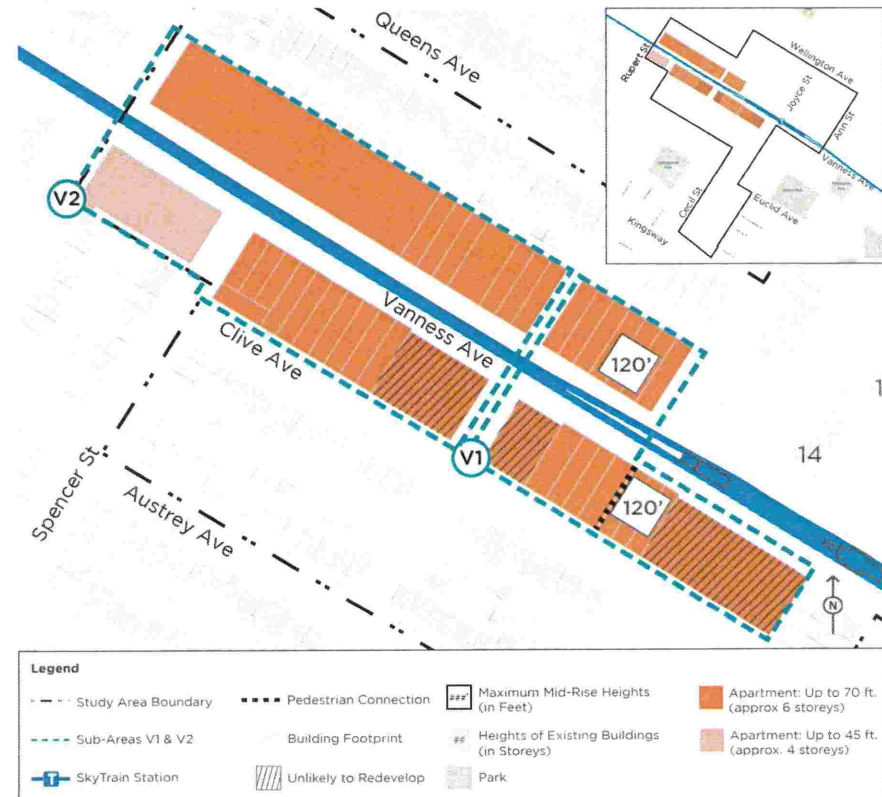 Queens Ave
V2
Vanness Ave
Clive Ave
120'
V1
120'
1
14
Spencer St
Austrey Ave
N
Rupert St
Wellington Ave
Joyce St
Ann St
Vanness Ave
Cecil St
Euclid Ave
Kingsway
Legend
Study Area Boundary
Sub-Areas V1 & V2
T SkyTrain Station
Pedestrian Connection
Building Footprint
Unlikely to Redevelop
###' Maximum Mid-Rise Heights
(in Feet)
## Heights of Existing Buildings
(in Storeys)
Park
Apartment: Up to 70 ft.
(approx 6 storeys)
Apartment: Up to 45 ft.
(approx. 4 storeys)